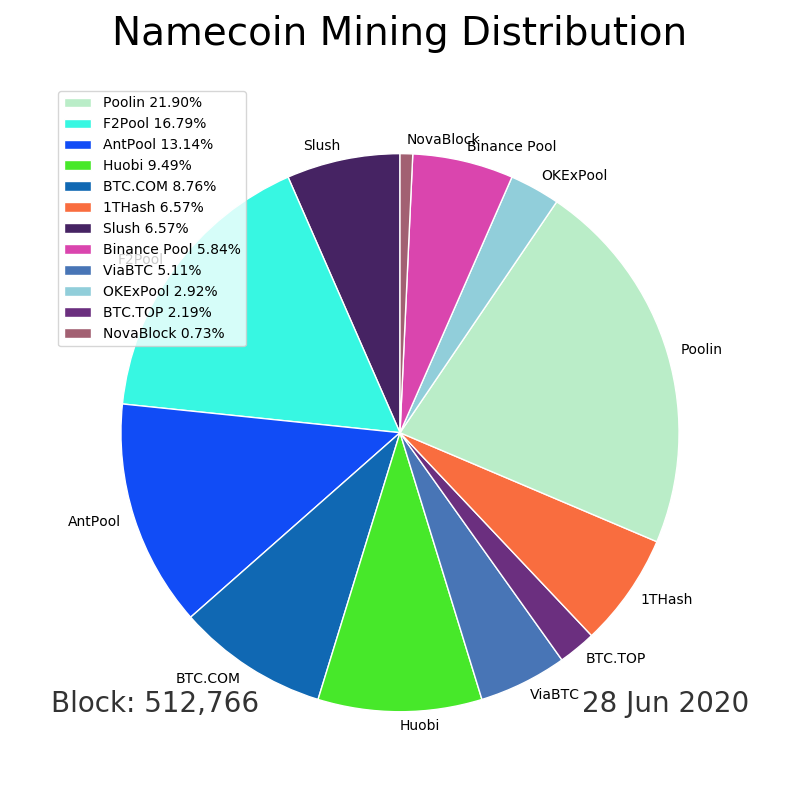 Namecoin Mining Distribution
Poolin 21.90%
F2Pool 16.79%
AntPool 13.14%
Huobi 9.49%
BTC.COM 8.76%
1THash 6.57%
Slush 6.57%
Binance Pool 5.84%
ViaBTC 5.11%
OKExPool 2.92%
BTC.TOP 2.19%
NovaBlock 0.73%
Slush
NovaBlock
Binance Pool
OKExPool
F2Pool
Poolin
AntPool
1THash
BTC.TOP
BTC.COM
ViaBTC
Huobi
Block: 512,766
28 Jun 2020